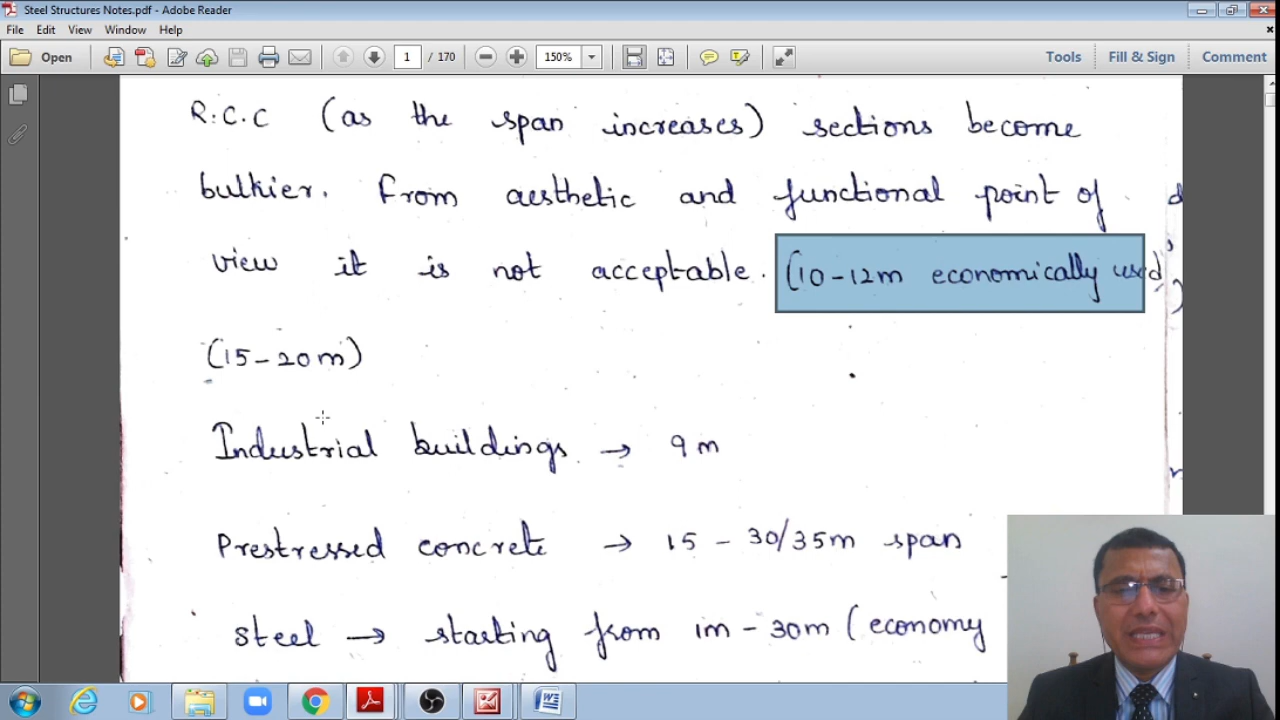 Steel Structures Notes.pdf - Adobe Reader
File Edit View Window Help
Open 1 / 170 150% Tools Fill & Sign Comment
R.C.C (as the span increases) sections become
bulkier. From aesthetic and functional point of
view it is not acceptable. (10-12m economically used
(15-20m)
Industrial buildings → 9m
Prestressed concrete → 15 - 30/35m span
steel → starting from 1m - 30m (economy